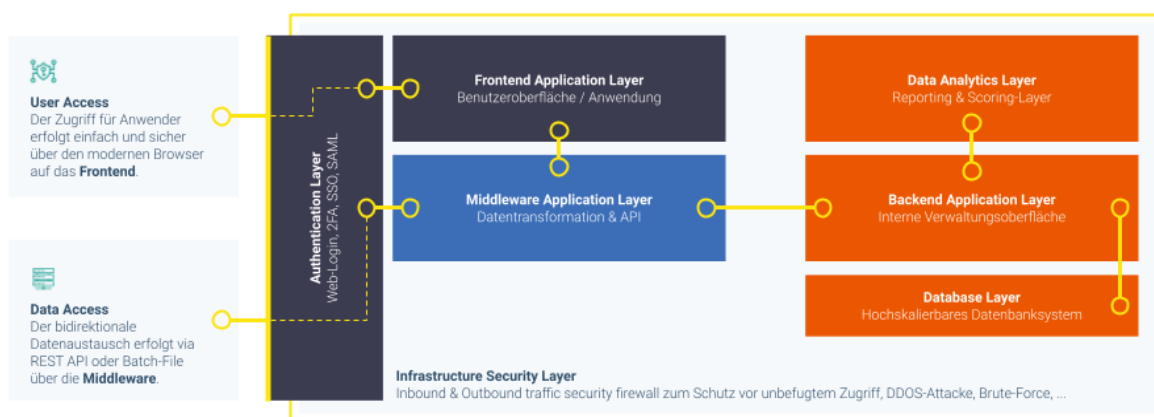 User Access
Der Zugriff für Anwender
erfolgt einfach und sicher
über den modernen Browser
auf das Frontend.
Data Access
Der bidirektionale
Datenaustausch erfolgt via
REST API oder Batch-File
über die Middleware.
Authentication Layer
Web-Login, 2FA, SSO, SAML
Frontend Application Layer
Benutzeroberfläche / Anwendung
Middleware Application Layer
Datentransformation & API
Data Analytics Layer
Reporting & Scoring-Layer
Backend Application Layer
Interne Verwaltungsoberfläche
Database Layer
Hochskalierbares Datenbanksystem
Infrastructure Security Layer
Inbound & Outbound traffic security firewall zum Schutz vor unbefugtem Zugriff, DDOS-Attacke, Brute-Force, ...